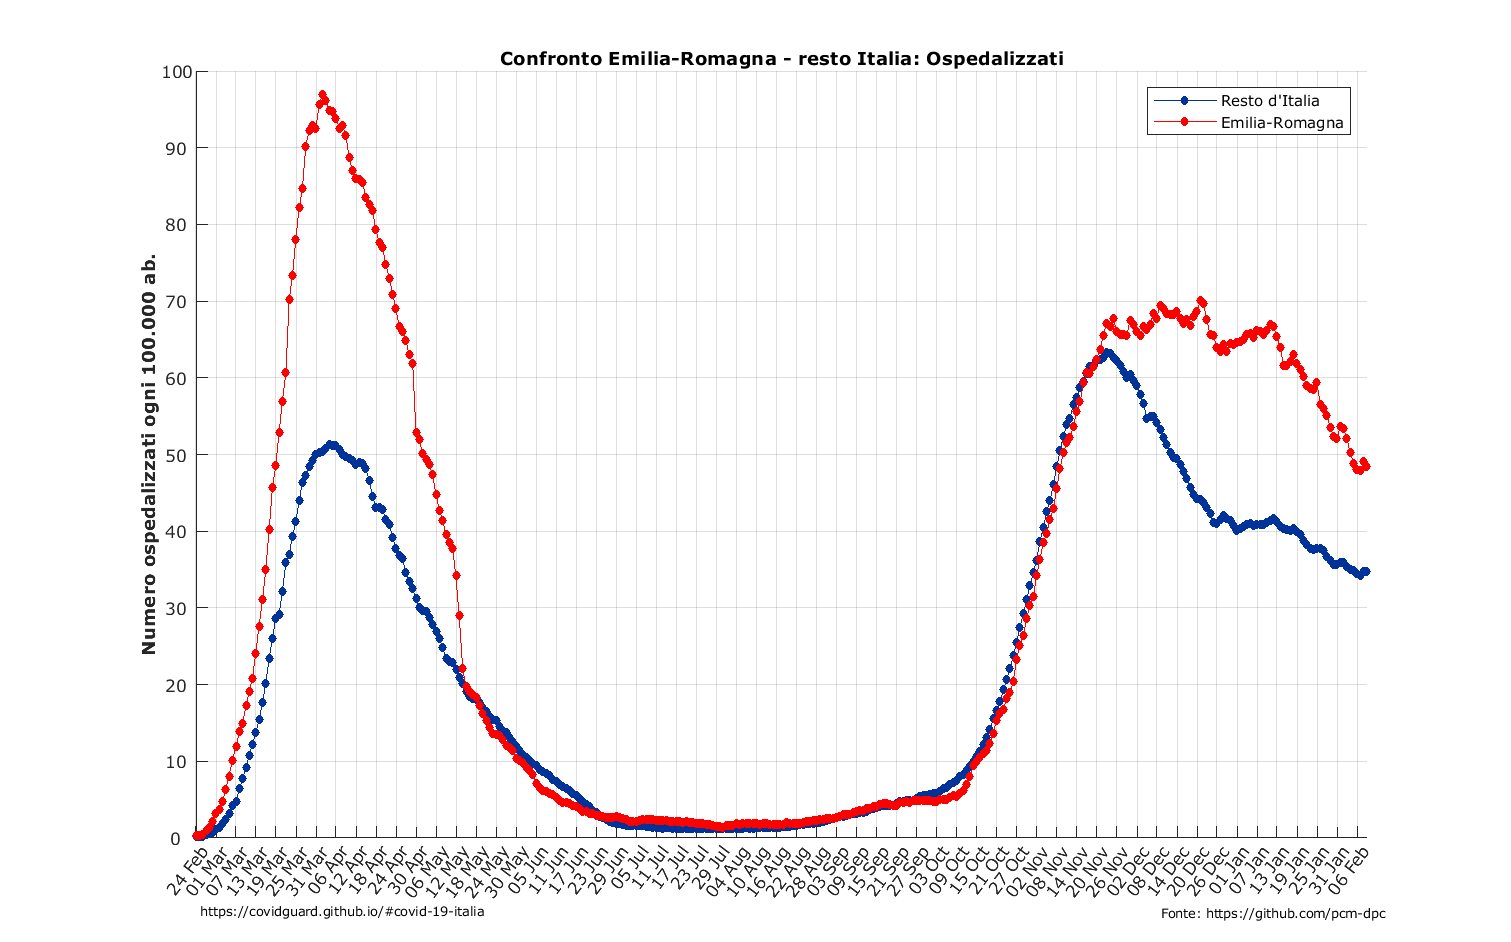 Confronto Emilia-Romagna - resto Italia: Ospedalizzati
Resto d'Italia
Emilia-Romagna
Numero ospedalizzati ogni 100.000 ab.
100
90
80
70
60
50
40
30
20
10
0
24 Feb
01 Mar
07 Mar
13 Mar
19 Mar
25 Mar
31 Mar
06 Apr
12 Apr
18 Apr
24 Apr
30 Apr
06 May
12 May
18 May
24 May
30 May
05 Jun
11 Jun
17 Jun
23 Jun
29 Jun
05 Jul
11 Jul
17 Jul
23 Jul
29 Jul
04 Aug
10 Aug
16 Aug
22 Aug
28 Aug
03 Sep
09 Sep
15 Sep
21 Sep
27 Sep
03 Oct
09 Oct
15 Oct
21 Oct
27 Oct
02 Nov
08 Nov
14 Nov
20 Nov
26 Nov
02 Dec
08 Dec
14 Dec
20 Dec
26 Dec
01 Jan
07 Jan
13 Jan
19 Jan
25 Jan
31 Jan
06 Feb
https://covidguard.github.io/#covid-19-italia
Fonte: https://github.com/pcm-dpc